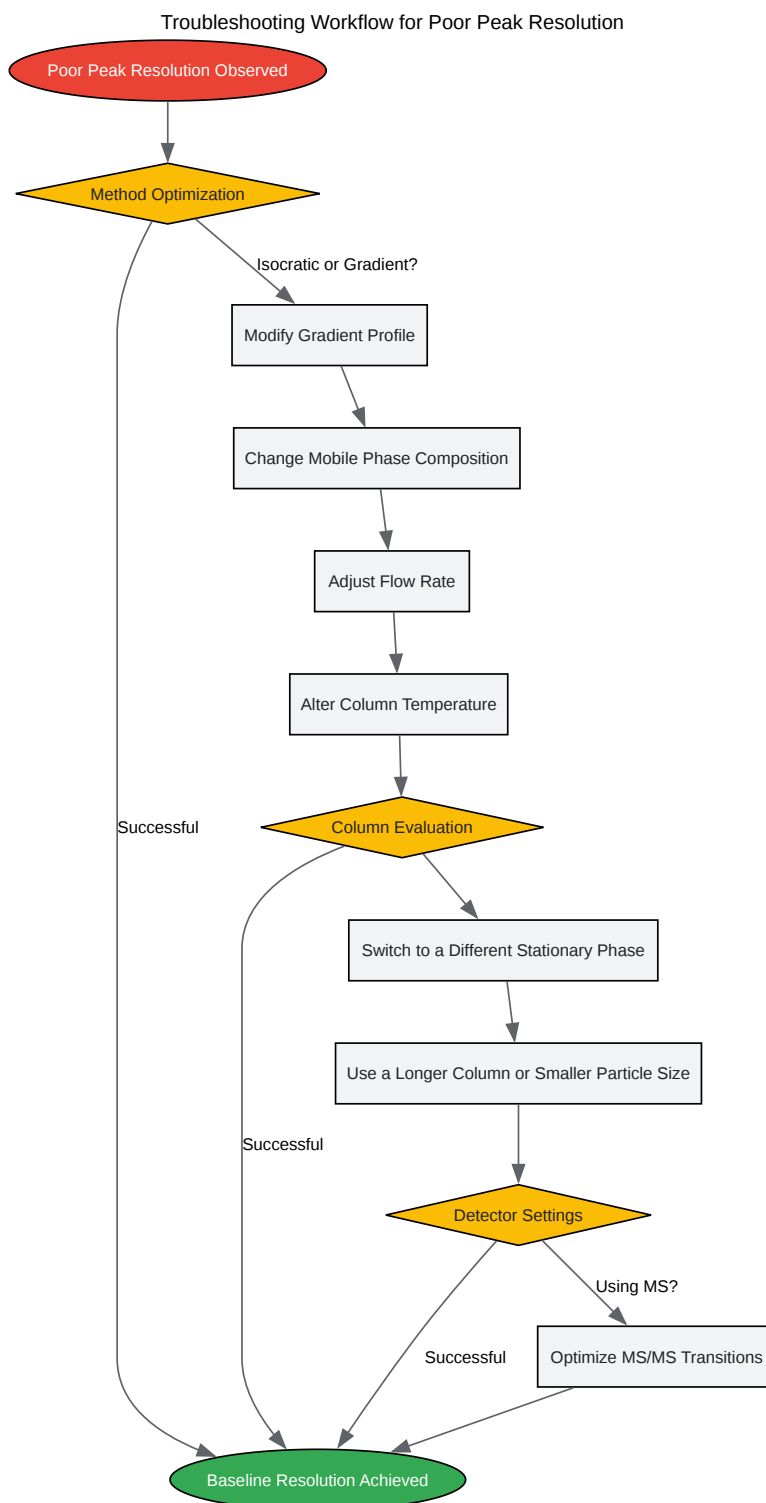 Troubleshooting Workflow for Poor Peak Resolution
Poor Peak Resolution Observed
Method Optimization
Isocratic or Gradient?
Modify Gradient Profile
Change Mobile Phase Composition
Adjust Flow Rate
Alter Column Temperature
Column Evaluation
Successful
Switch to a Different Stationary Phase
Use a Longer Column or Smaller Particle Size
Successful
Detector Settings
Using MS?
Successful
Optimize MS/MS Transitions
Baseline Resolution Achieved